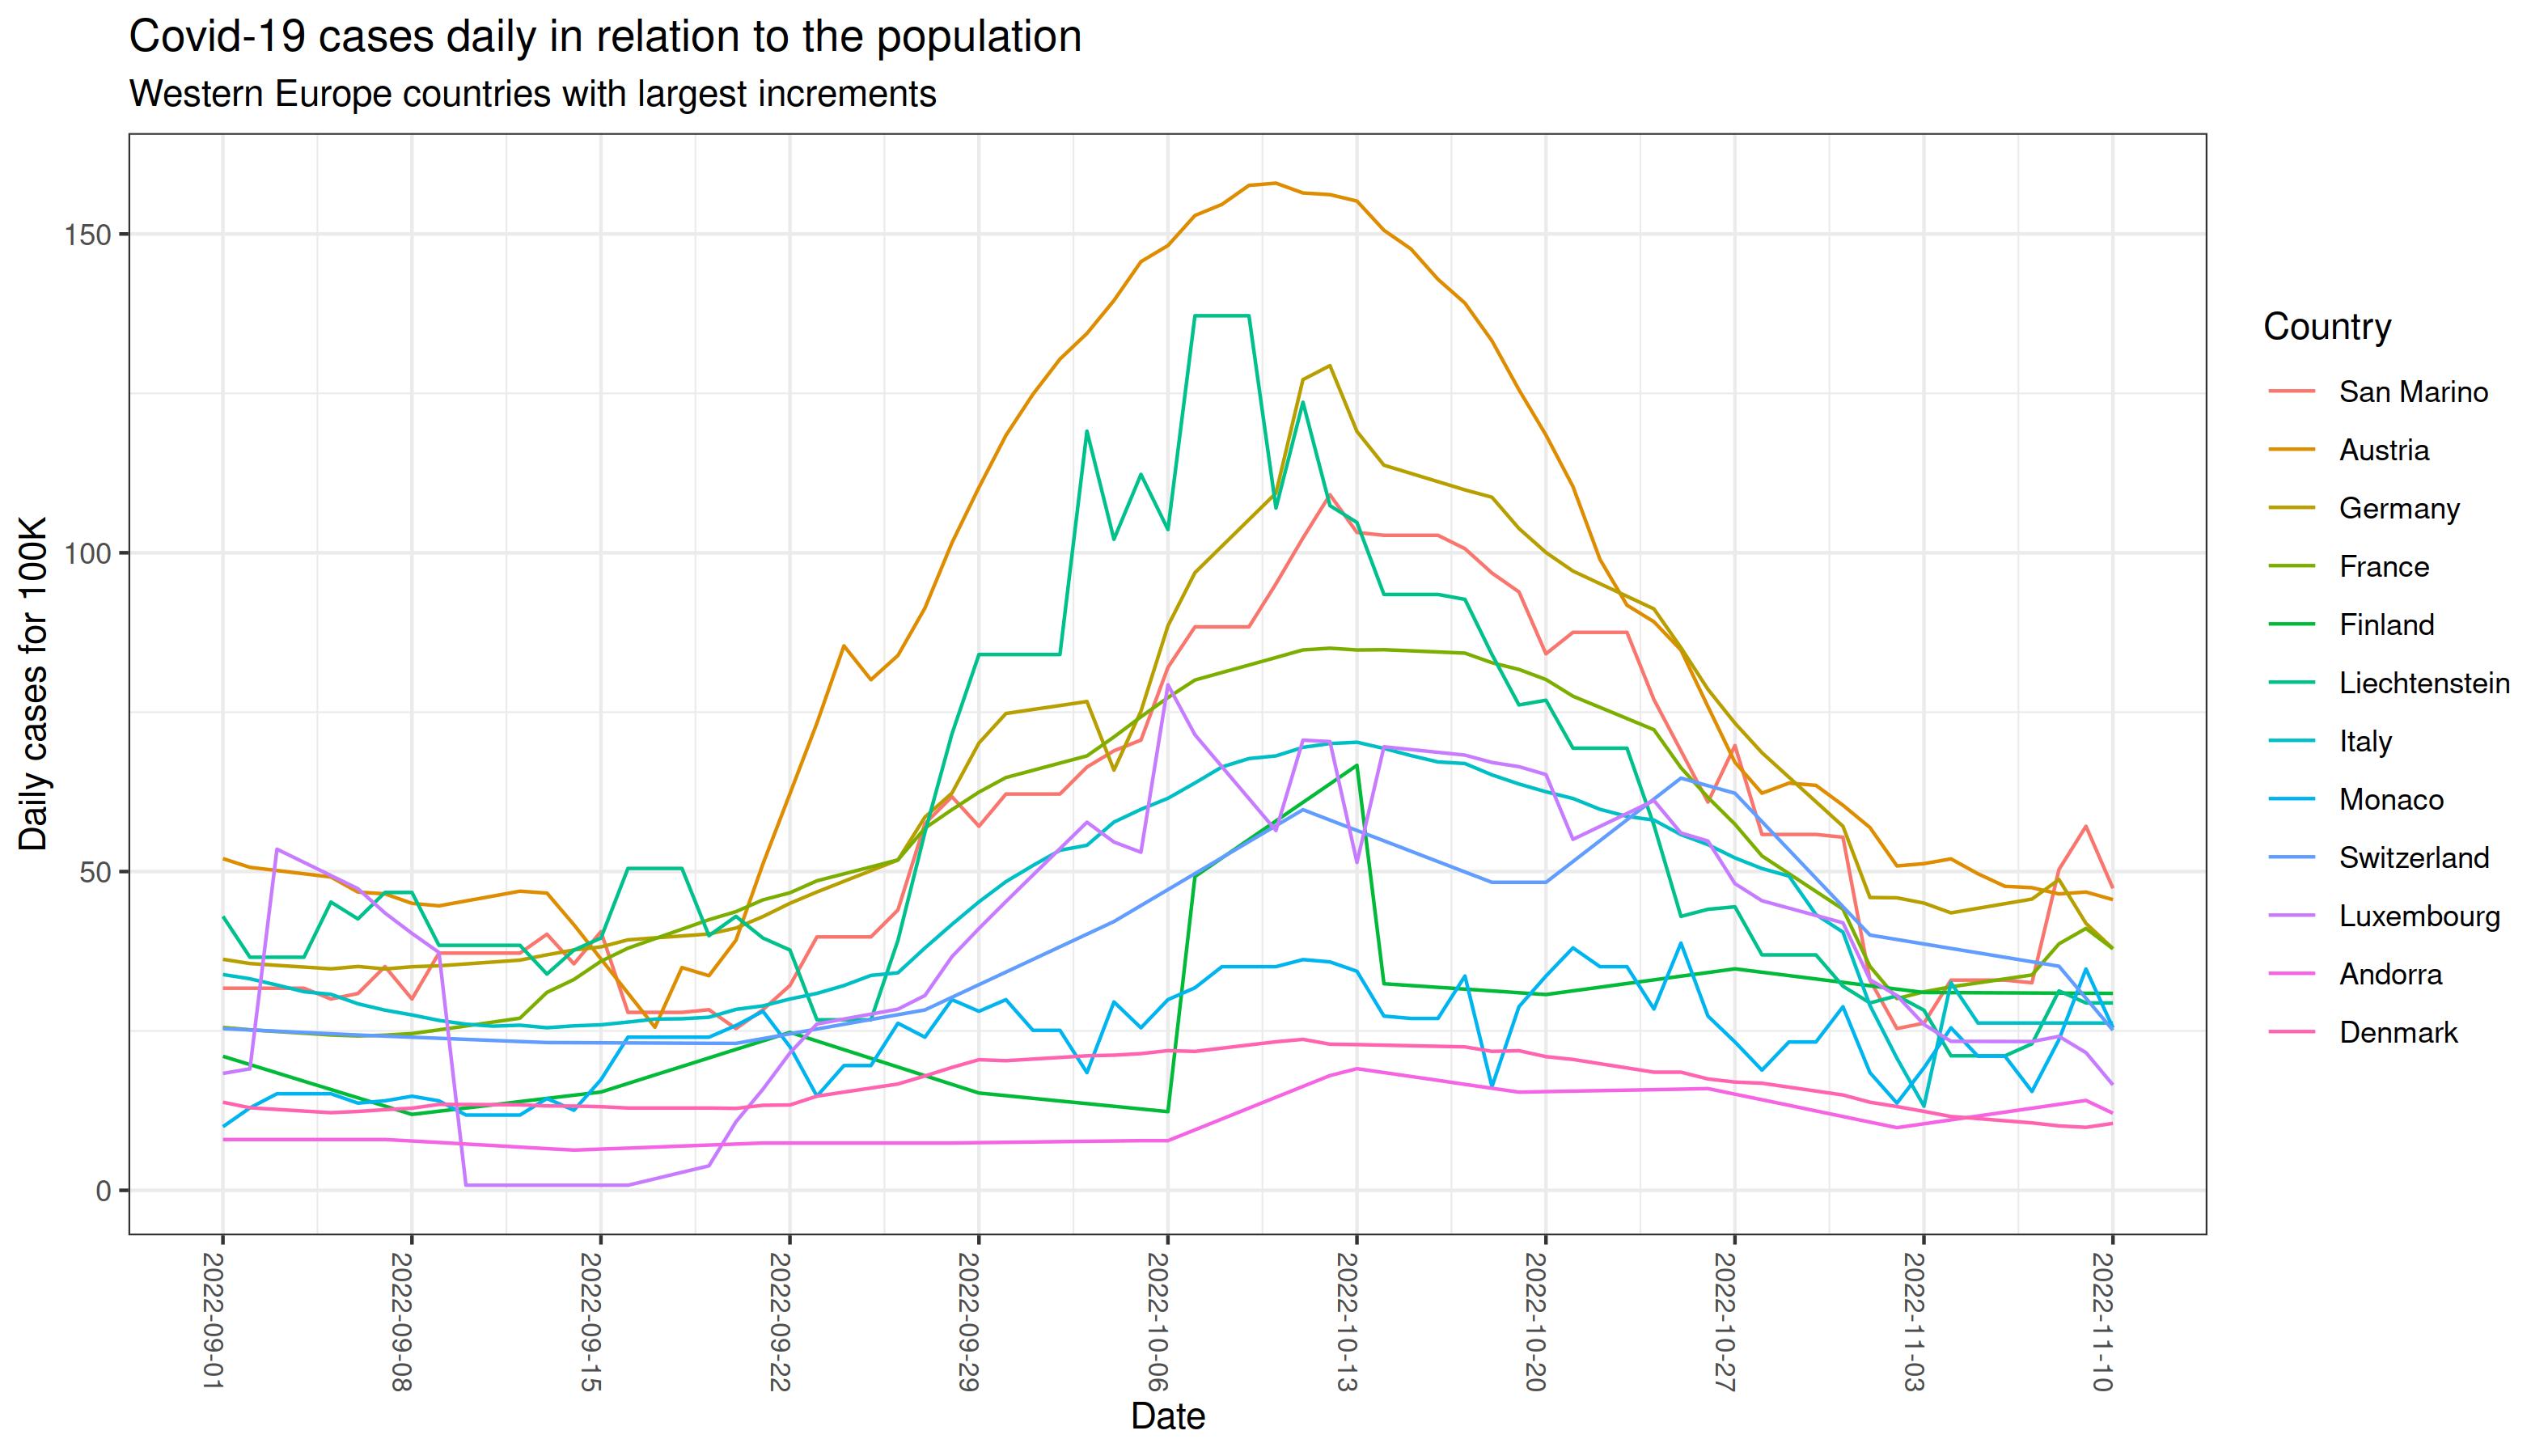 Covid-19 cases daily in relation to the population
Western Europe countries with largest increments
Daily cases for 100K
150
100
50
0
2022-09-01
2022-09-08
2022-09-15
2022-09-22
2022-09-29
2022-10-06
2022-10-13
2022-10-20
2022-10-27
2022-11-03
2022-11-10
Date
Country
San Marino
Austria
Germany
France
Finland
Liechtenstein
Italy
Monaco
Switzerland
Luxembourg
Andorra
Denmark